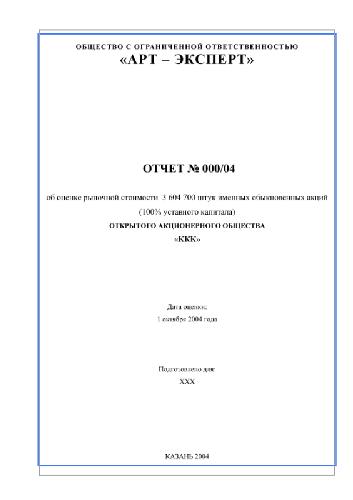 ОБЩЕСТВО С ОГРАНИЧЕННОЙ ОТВЕТСТВЕННОСТЬЮ
«АРТ – ЭКСПЕРТ»
ОТЧЕТ № 000/04
об оценке рыночной стоимости 3 604 700 штук именных обыкновенных акций
(100% уставного капитала)
ОТКРЫТОГО АКЦИОНЕРНОГО ОБЩЕСТВА
«ККК»
Дата оценки:
1 октября 2004 года
Подготовлено для:
XXX
КАЗАНЬ 2004